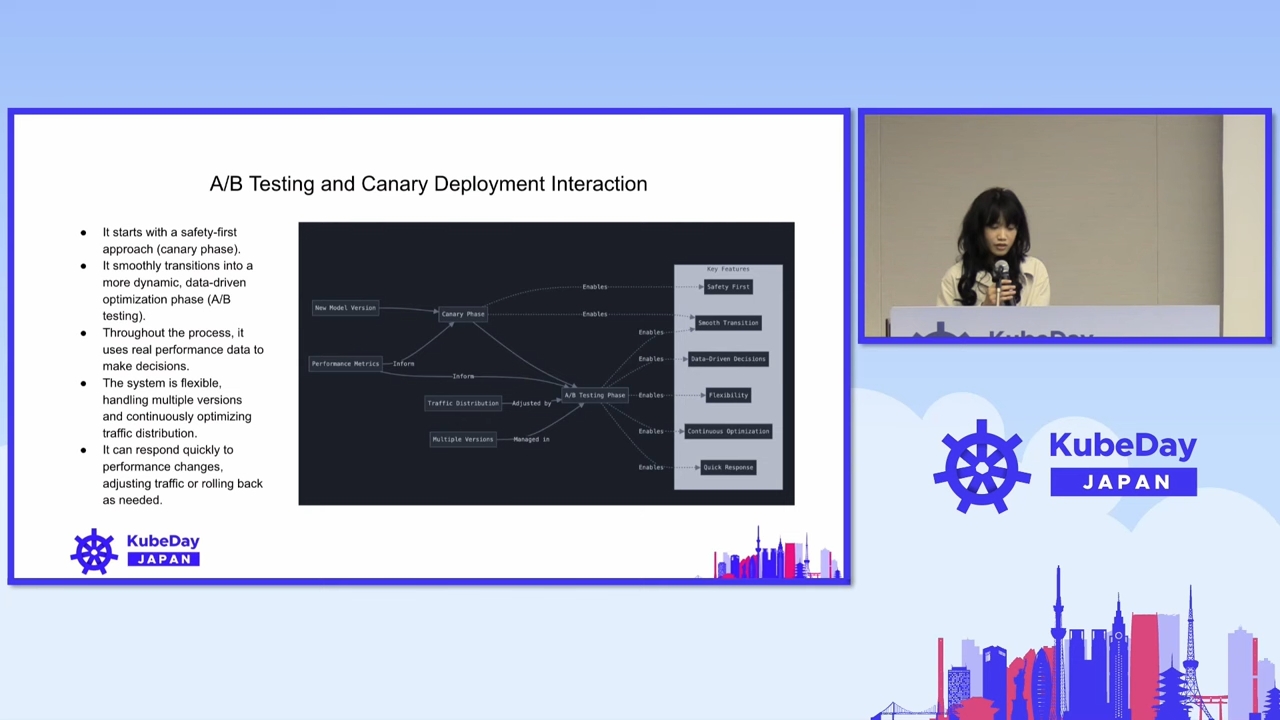 A/B Testing and Canary Deployment Interaction
● It starts with a safety-first
approach (canary phase).
● It smoothly transitions into a
more dynamic, data-driven
optimization phase (A/B
testing).
● Throughout the process, it
uses real performance data to
make decisions.
● The system is flexible,
handling multiple versions
and continuously optimizing
traffic distribution.
● It can respond quickly to
performance changes,
adjusting traffic or rolling back
as needed.
New Model Version
Performance Metrics
Inform
Inform
Canary Phase
Traffic Distribution
Adjusted by
Multiple Versions
Managed in
A/B Testing Phase
Enables
Enables
Enables
Enables
Enables
Enables
Enables
Key Features
Safety First
Smooth Transition
Data-Driven Decisions
Flexibility
Continuous Optimization
Quick Response
KubeDay
JAPAN
KubeDay
KubeDay
JAPAN